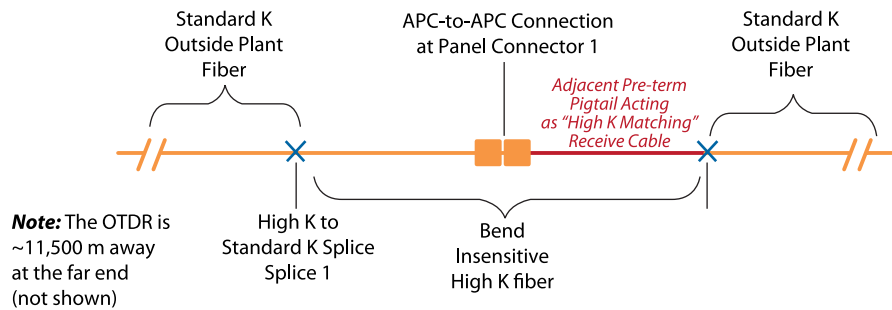 Standard K
Outside Plant
Fiber
APC-to-APC Connection
at Panel Connector 1
Standard K
Outside Plant
Fiber
Adjacent Pre-term
Pigtail Acting
as “High K Matching”
Receive Cable
Note: The OTDR is
~11,500 m away
at the far end
(not shown)
High K to
Standard K Splice
Splice 1
Bend
Insensitive
High K fiber